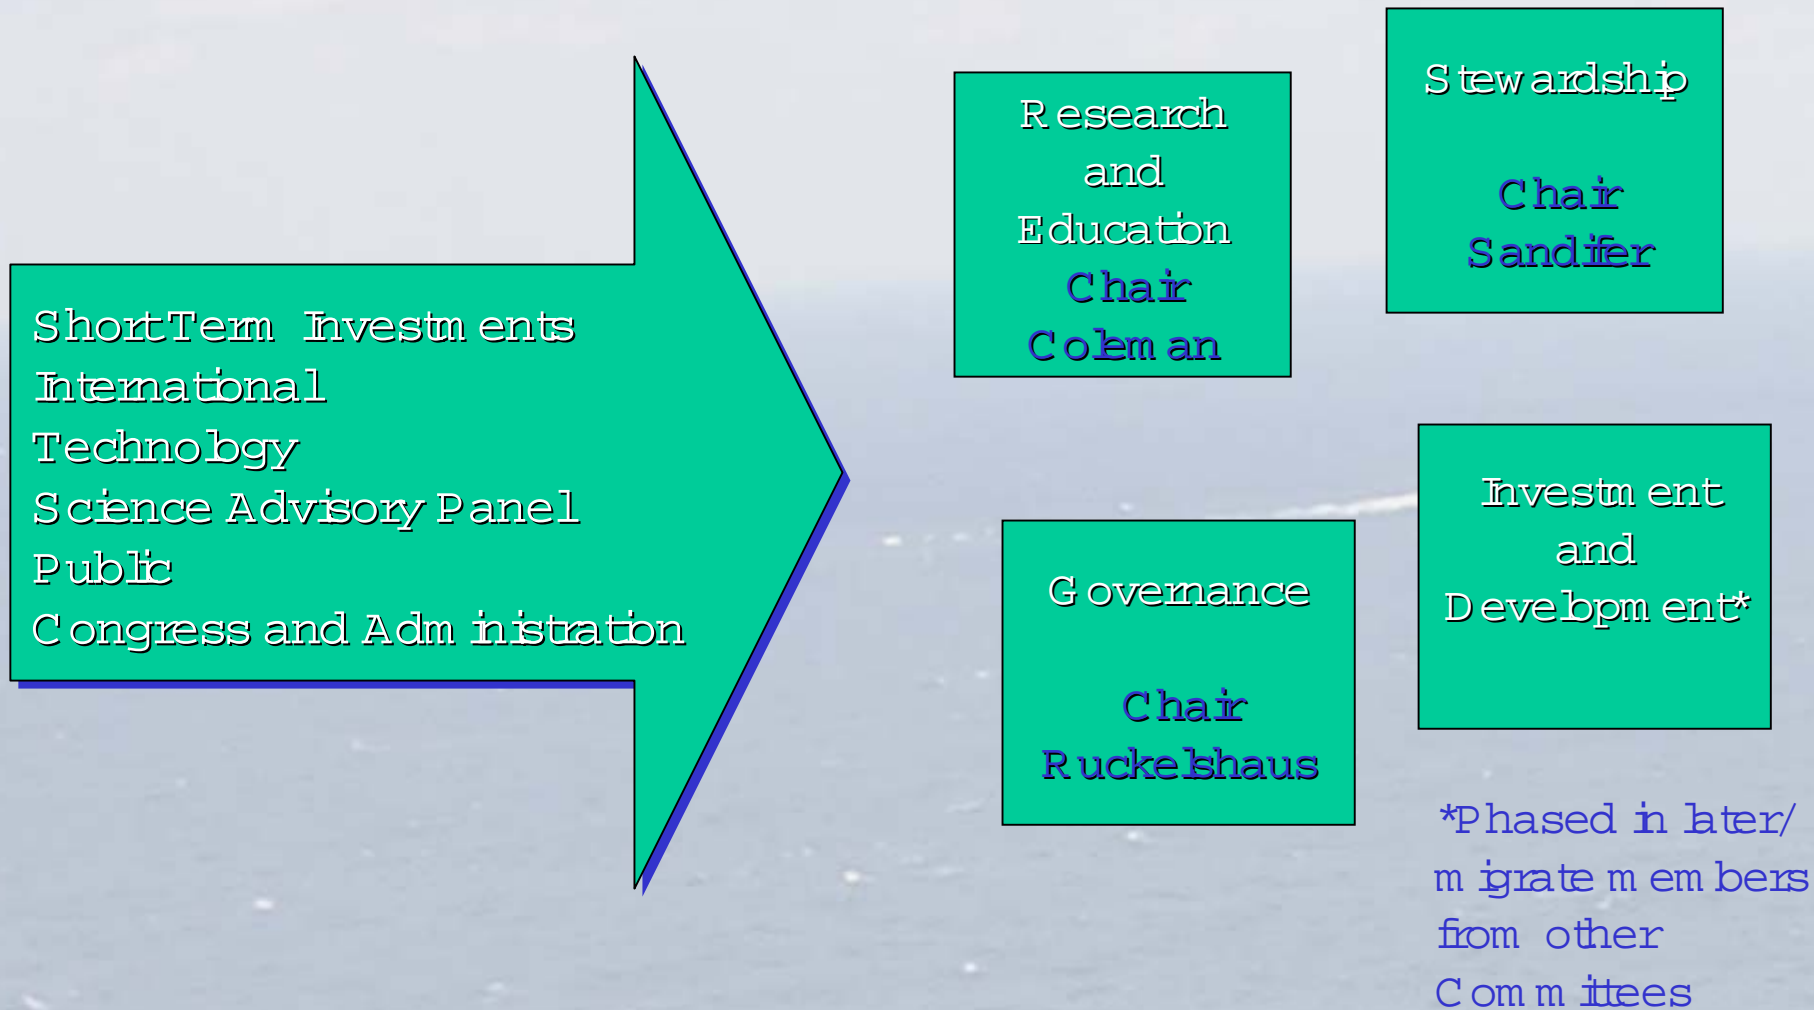 Short Term Investments
International
Technology
Science Advisory Panel
Public
Congress and Administration
Research
and
Education
Chair
Coleman
Stewardship
Chair
Sandifer
Governance
Chair
Ruckelshaus
Investment
and
Development*
*Phased in later/
migrate members
from other
Committees